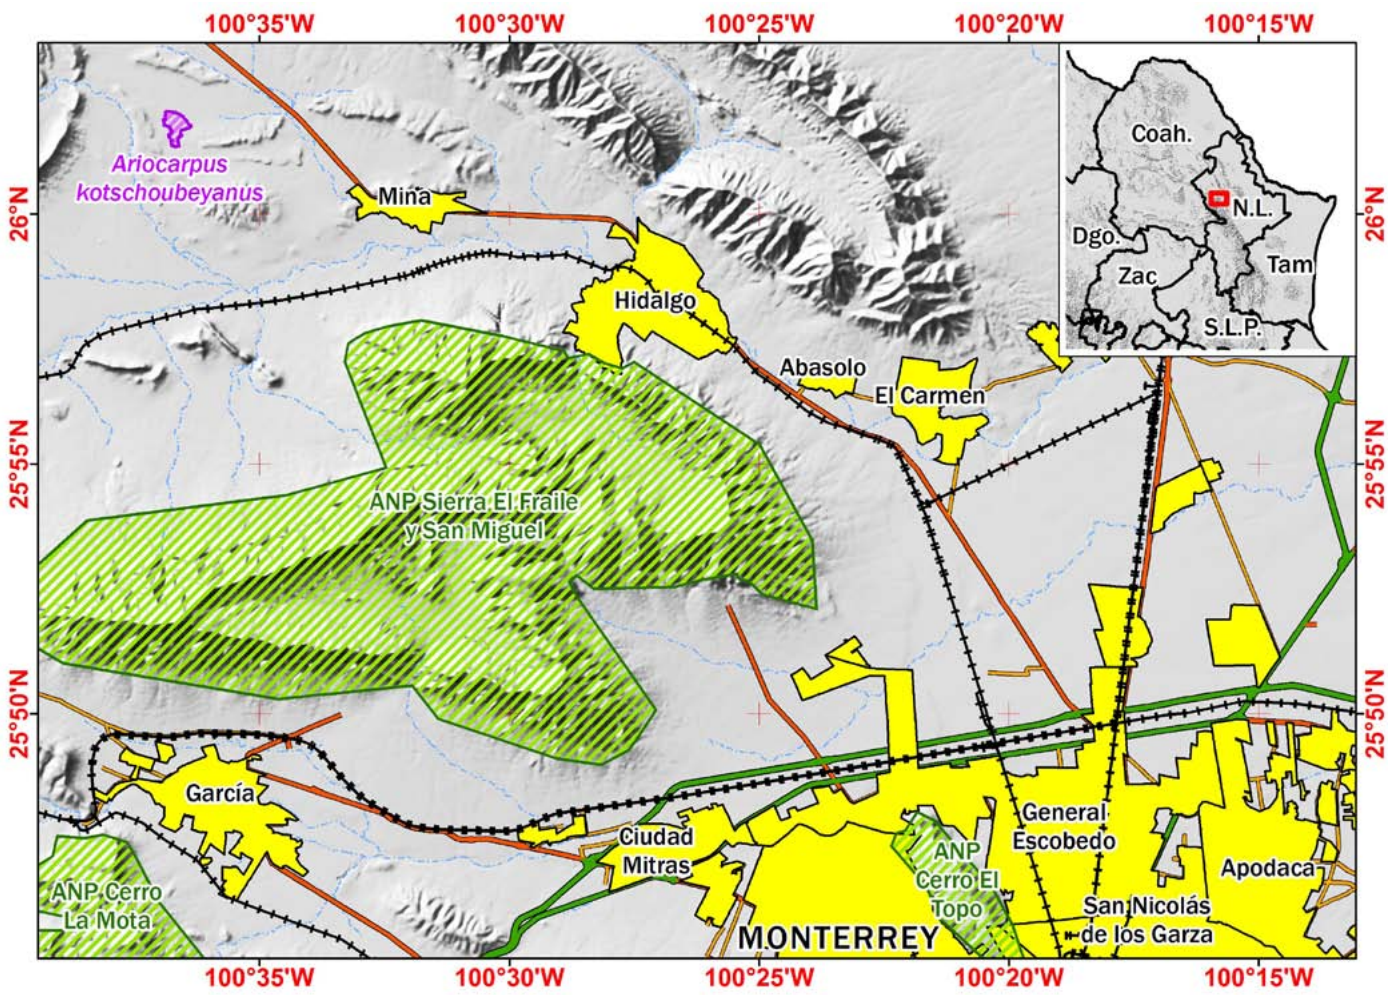 100°35'W 100°30'W 100°25'W 100°20'W 100°15'W
26°N
25°55'N
25°50'N
Ariocarpus
kotschoubeyanus
Mina
Hidalgo
Abasolo
El Carmen
ANP Sierra El Fraile
y San Miguel
García
ANP Cerro
La Mota
Ciudad
Mitras
General
Escobedo
ANP
Cerro El
Topo
Apodaca
San Nicolás
de los Garza
MONTERREY
Coah.
N.L.
Dgo.
Zac
Tam
S.L.P.
26°N
25°55'N
25°50'N
100°35'W 100°30'W 100°25'W 100°20'W 100°15'W